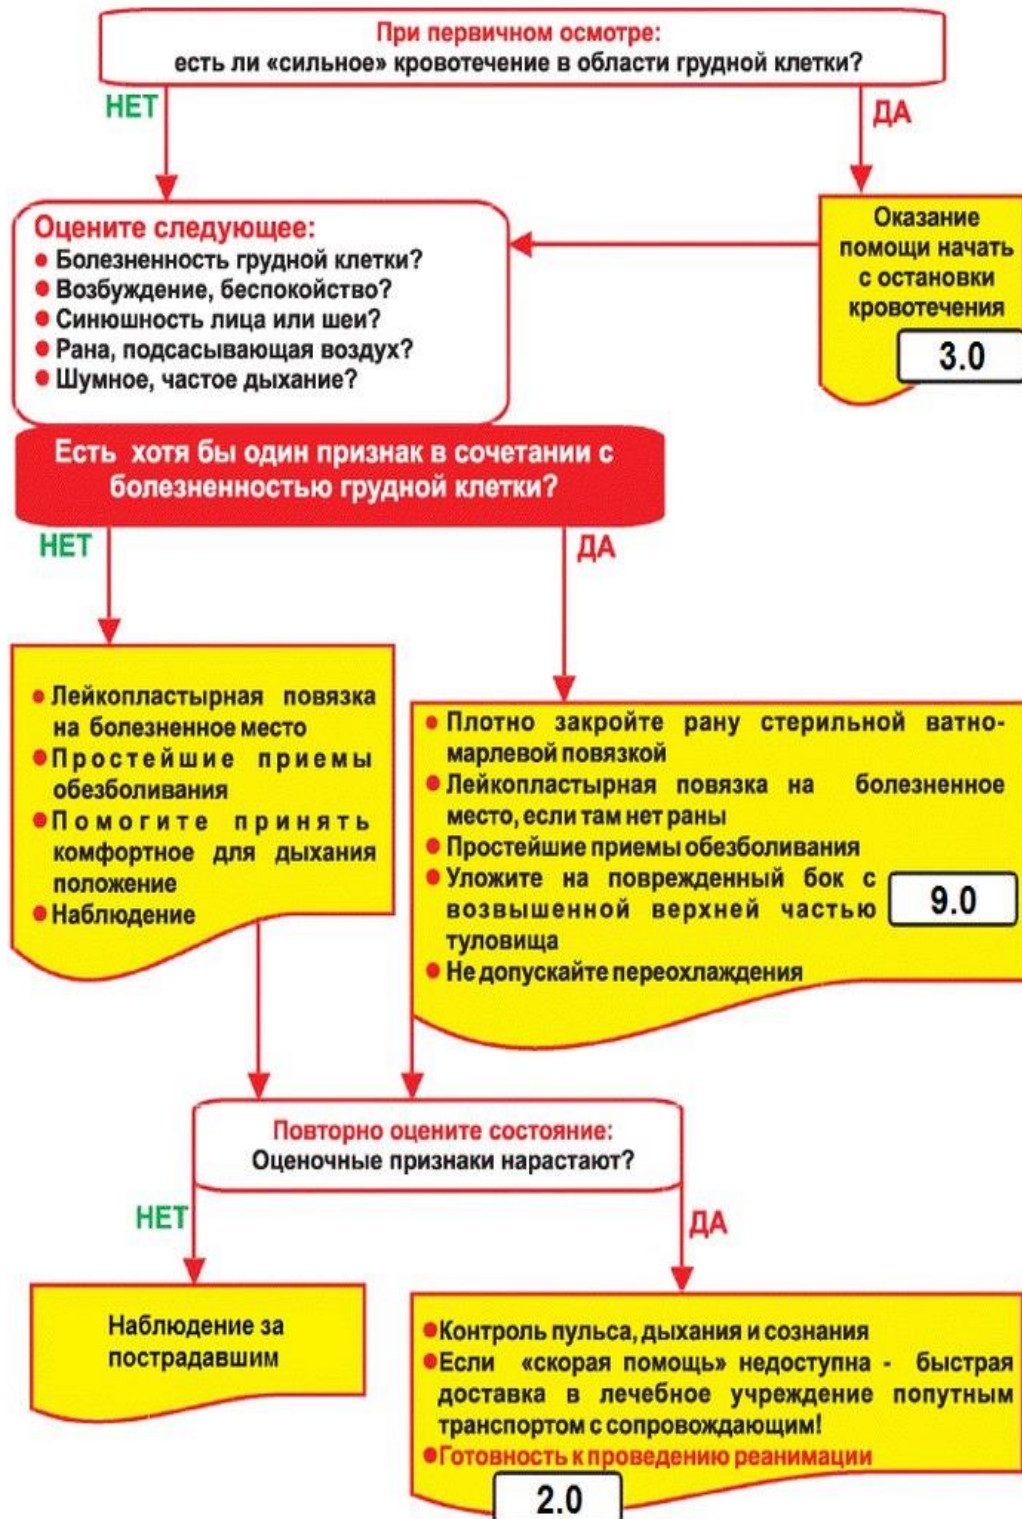 При первичном осмотре:
есть ли «сильное» кровотечение в области грудной клетки?
НЕТ
ДА
Оцените следующее:
● Болезненность грудной клетки?
● Возбуждение, беспокойство?
● Синюшность лица или шеи?
● Рана, подсасывающая воздух?
● Шумное, частое дыхание?
Оказание
помощи начать
с остановки
кровотечения
3.0
Есть хотя бы один признак в сочетании с
болезненностью грудной клетки?
НЕТ
ДА
● Лейкопластырная повязка
на болезненное место
● Простейшие приемы
обезболивания
● Помогите принять
комфортное для дыхания
положение
● Наблюдение
● Плотно закройте рану стерильной ватно-
марлевой повязкой
● Лейкопластырная повязка на болезненное
место, если там нет раны
● Простейшие приемы обезболивания
● Уложите на поврежденный бок с
возвышенной верхней частью
туловища
9.0
● Не допускайте переохлаждения
Повторно оцените состояние:
Оценочные признаки нарастают?
НЕТ
ДА
Наблюдение за
пострадавшим
● Контроль пульса, дыхания и сознания
● Если «скорая помощь» недоступна - быстрая
доставка в лечебное учреждение попутным
транспортом с сопровождающим!
● Готовность к проведению реанимации
2.0